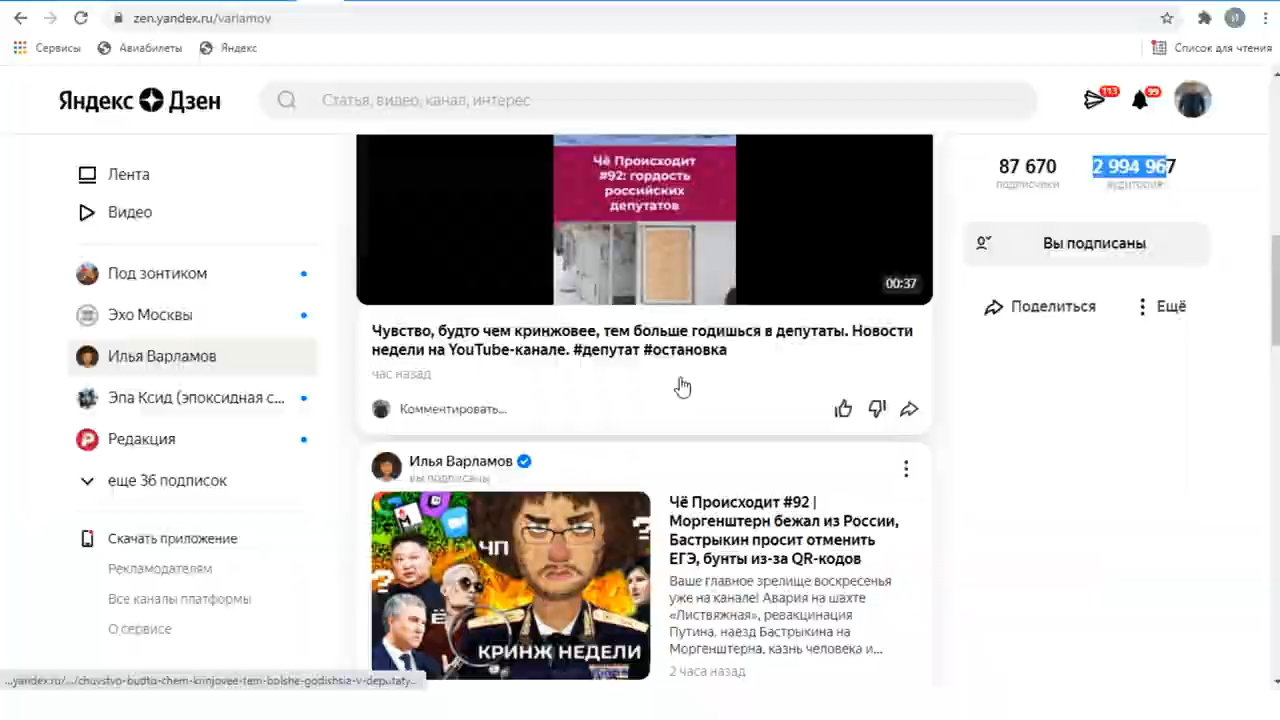 zen.yandex.ru/varlamov
Сервисы
Авиабилеты
Яндекс
Список для чтения
Яндекс Дзен
Статья, видео, канал, интерес
113
99
Лента
Видео
Под зонтиком
Эхо Москвы
Илья Варламов
Эпа Ксид (эпоксидная с...
Редакция
еще 36 подписок
Скачать приложение
Рекламодателям
Все каналы платформы
О сервисе
Чё Происходит
#92: гордость
российских
депутатов
00:37
Чувство, будто чем кринжовее, тем больше годишься в депутаты. Новости
недели на YouTube-канале. #депутат #остановка
час назад
Комментировать...
Илья Варламов
вы подписаны
ЧП
КРИНЖ НЕДЕЛИ
Чё Происходит #92 |
Моргенштерн бежал из России,
Бастрыкин просит отменить
ЕГЭ, бунты из-за QR-кодов
Ваше главное зрелище воскресенья
уже на канале! Авария на шахте
«Листвяжная», ревакцинация
Путина, наезд Бастрыкина на
Моргенштерна, казнь человека и...
2 часа назад
87 670
подписчики
2 994 967
аудитория
Вы подписаны
Поделиться
Ещё
...yandex.ru/.../chuvstvo-budto-chem-krinjovee-tem-bolshe-godishsia-v-deputaty...